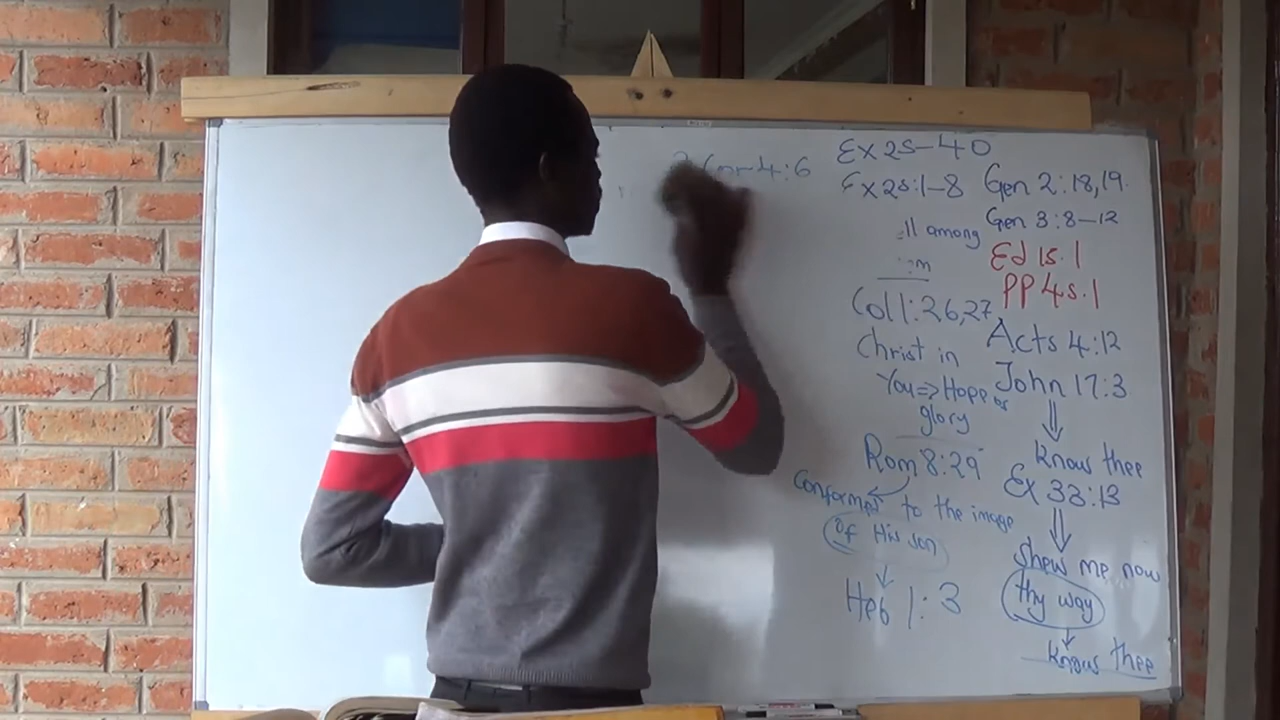 Cor 4:6
Ex 25-40
Ex 25:1-8
among
Col 1:26,27
Christ in
You => Hope of
glory
Rom 8:29
Conformed to the image
of His son
Heb 1:3
Gen 2:18,19.
Gen 3:8-12
Ed 15.1
PP 45.1
Acts 4:12
John 17:3
know thee
Ex 33:13
shew me now
thy way
know thee